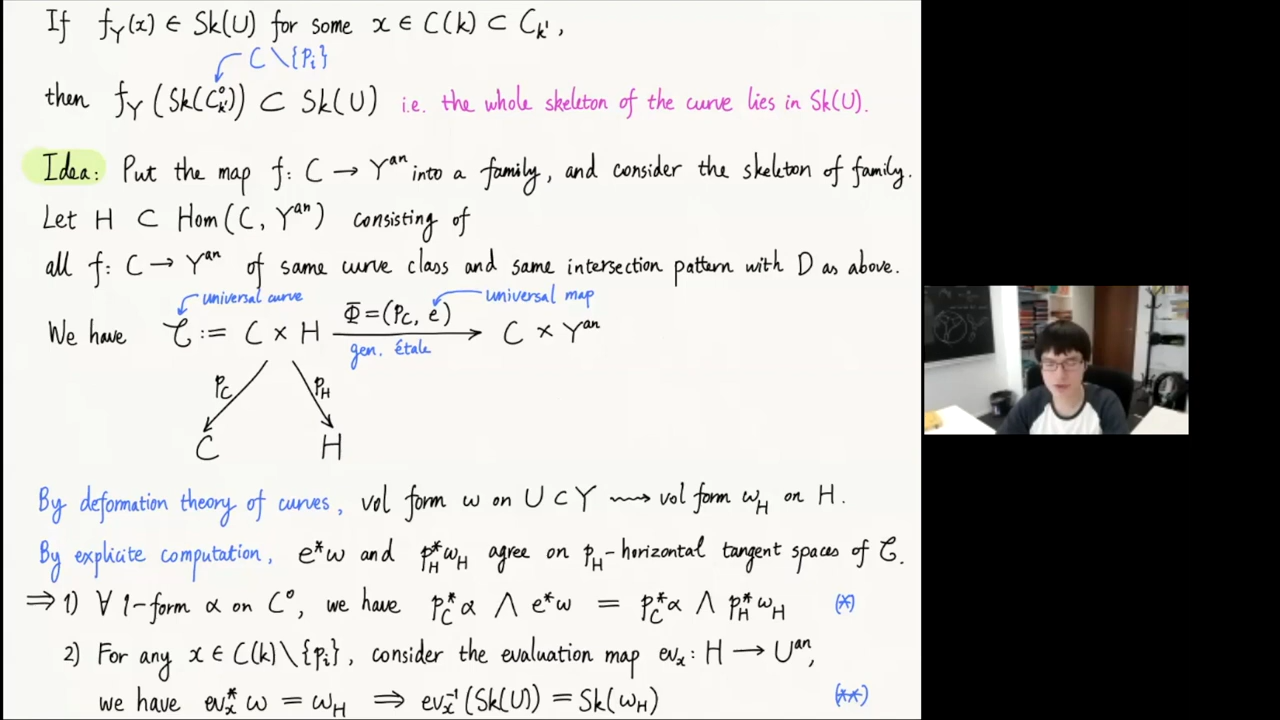 If f_Y(x) ∈ Sk(U) for some x ∈ C(k) ⊂ C_k',
C \ {p_i}
then f_Y(Sk(C°_k')) ⊂ Sk(U) i.e. the whole skeleton of the curve lies in Sk(U).
Idea: Put the map f: C → Y^an into a family, and consider the skeleton of family.
Let H ⊂ Hom(C, Y^an) consisting of
all f: C → Y^an of same curve class and same intersection pattern with D as above.
universal curve
universal map
We have 𝒞 := C × H Φ=(p_C, e) → C × Y^an
gen. étale
p_C p_H
C H
By deformation theory of curves, vol form ω on U ⊂ Y ⟿ vol form ω_H on H.
By explicite computation, e*ω and p_H*ω_H agree on p_H-horizontal tangent spaces of 𝒞.
⇒ 1) ∀ 1-form α on C°, we have p_C*α ∧ e*ω = p_C*α ∧ p_H*ω_H (*)
2) For any x ∈ C(k)\{p_i}, consider the evaluation map ev_x: H → U^an,
we have ev_x*ω = ω_H ⇒ ev_x^-1(Sk(U)) = Sk(ω_H) (**)